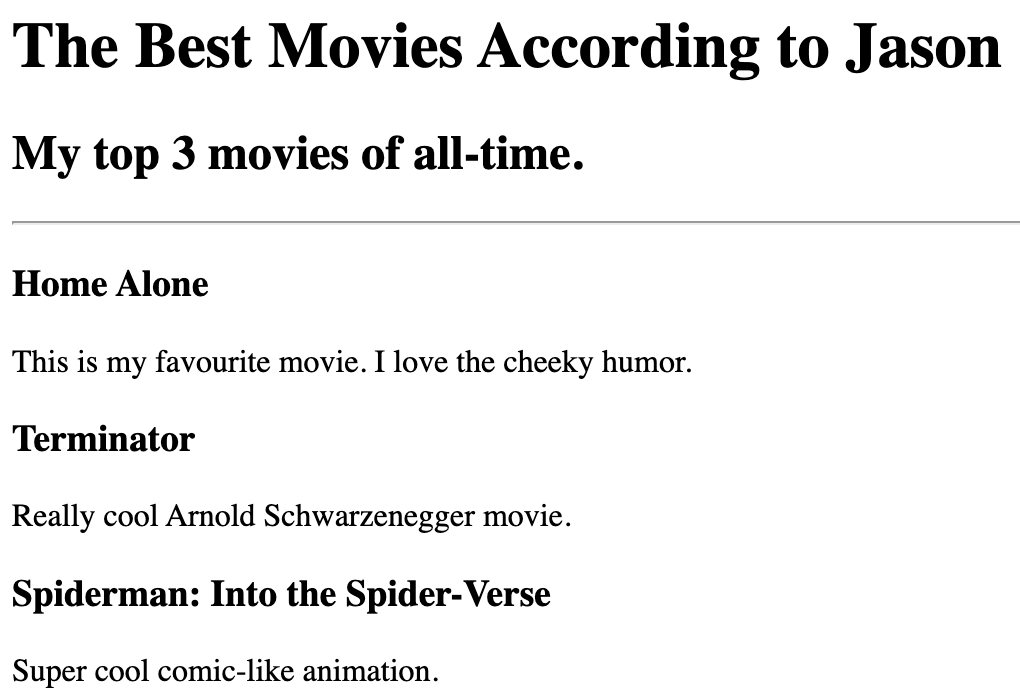 The Best Movies According to Jason
My top 3 movies of all-time.
Home Alone
This is my favourite movie. I love the cheeky humor.
Terminator
Really cool Arnold Schwarzenegger movie.
Spiderman: Into the Spider-Verse
Super cool comic-like animation.